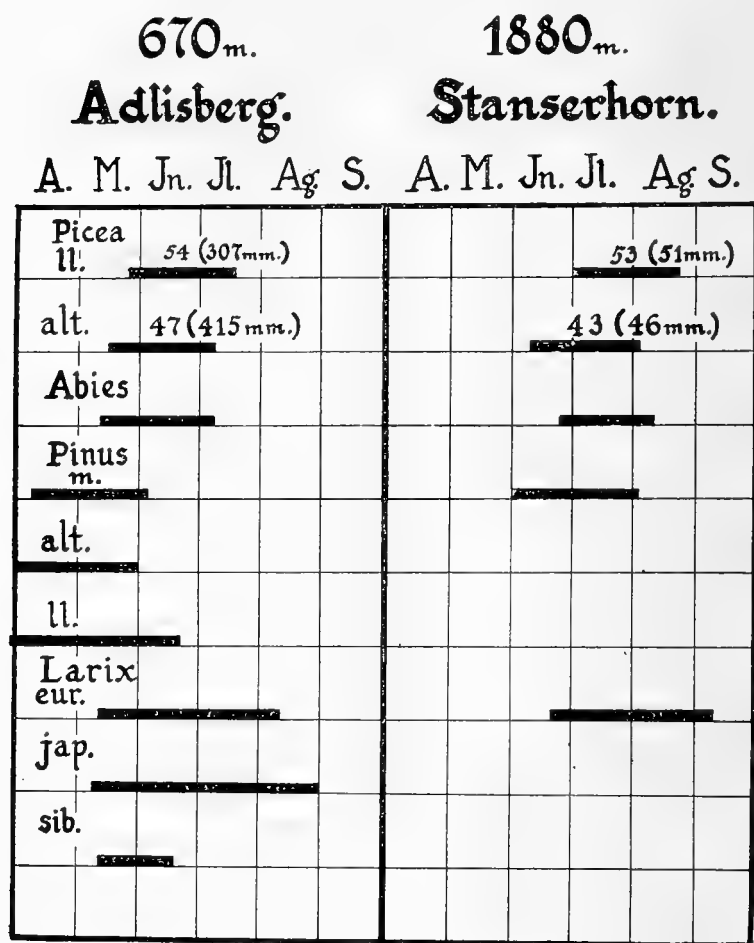 670m. 1880m.
Adlisberg. Stanserhorn.
A. M. Jn. Jl. Ag. S. A. M. Jn. Jl. Ag. S.
Picea
ll. 54 (307mm.) 53 (51mm.)
alt. 47 (415mm.) 43 (46mm.)
Abies
Pinus
m.
alt.
ll.
Larix
eur.
jap.
sib.